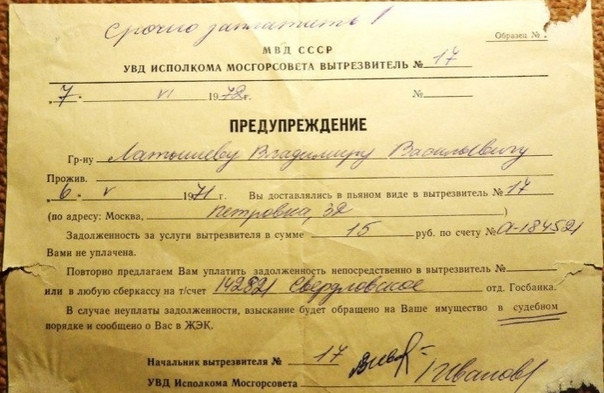 Срочно заплатить!
Образец №
МВД СССР
УВД ИСПОЛКОМА МОСГОРСОВЕТА ВЫТРЕЗВИТЕЛЬ № 17
7. VI 1972г. №
ПРЕДУПРЕЖДЕНИЕ
Гр-ну Латышеву Владимиру Васильевичу
Прожив.
6. V 1971 г. Вы доставлялись в пьяном виде в вытрезвитель № 17
(по адресу: Москва, Петровка, 32)
Задолженность за услуги вытрезвителя в сумме 15 руб. по счету № А-184521
Вами не уплачена.
Повторно предлагаем Вам уплатить задолженность непосредственно в вытрезвитель №
или в любую сберкассу на т/счет 142821 Свердловское отд. Госбанка.
В случае неуплаты задолженности, взыскание будет обращено на Ваше имущество в судебном
порядке и сообщено о Вас в ЖЭК.
Начальник вытрезвителя № 17
УВД Исполкома Мосгорсовета Иванов